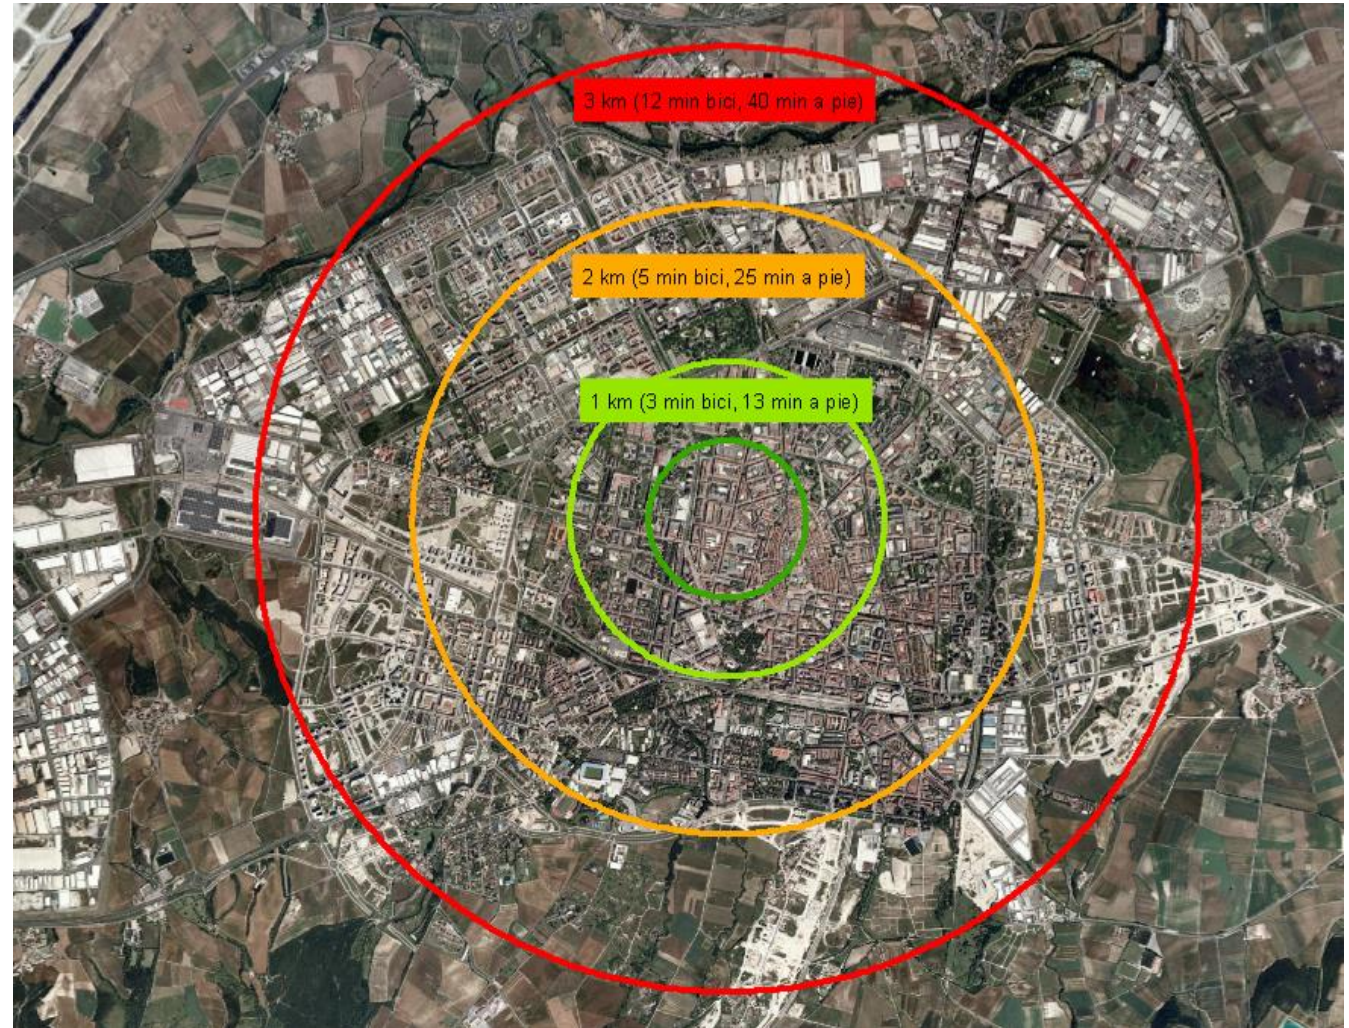 3 km (12 min bici, 40 min a pie)
2 km (5 min bici, 25 min a pie)
1 km (3 min bici, 13 min a pie)